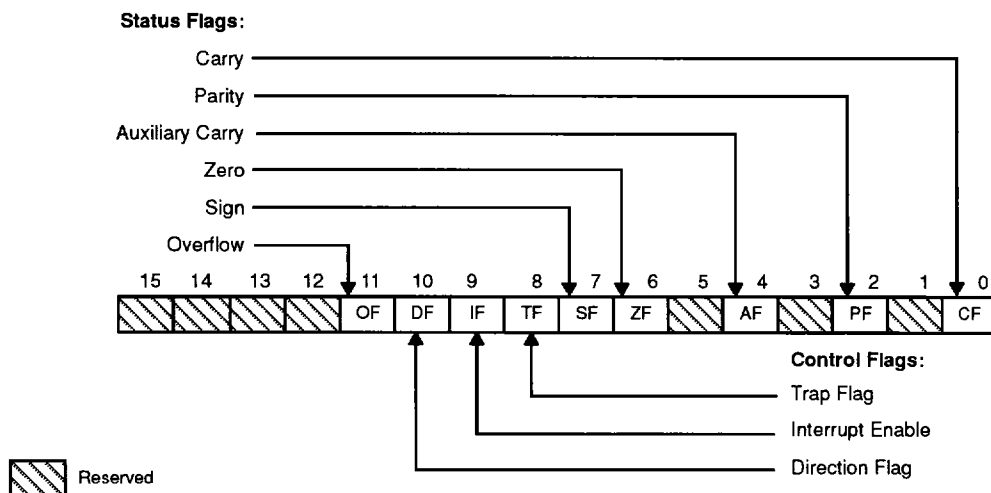 Status Flags:
Carry
Parity
Auxiliary Carry
Zero
Sign
Overflow
15 14 13 12 11 10 9 8 7 6 5 4 3 2 1 0
OF DF IF TF SF ZF AF PF CF
Control Flags:
Trap Flag
Interrupt Enable
Direction Flag
Reserved